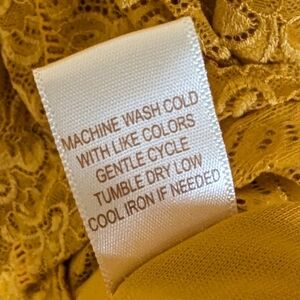 MACHINE WASH COLD
WITH LIKE COLORS
GENTLE CYCLE
TUMBLE DRY LOW
COOL IRON IF NEEDED